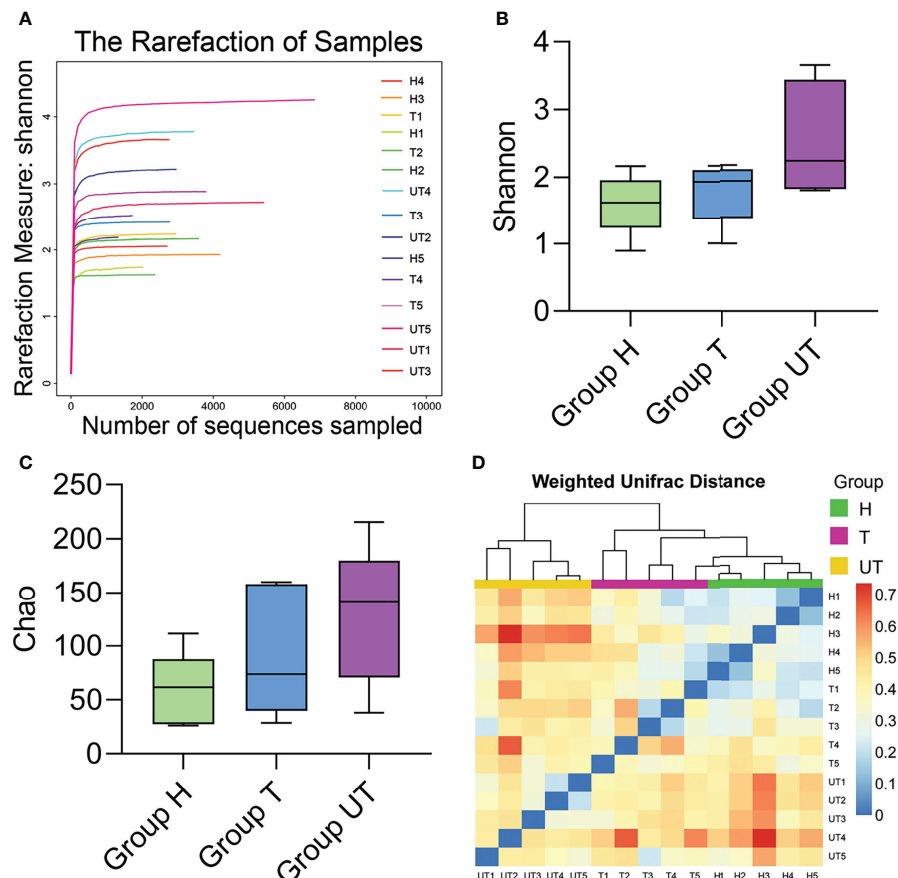 A
The Rarefaction of Samples
Rarefaction Measure: shannon
4
3
2
1
0
0 2000 4000 6000 8000 10000
Number of sequences sampled
H4
H3
T1
H1
T2
H2
UT4
T3
UT2
H5
T4
T5
UT5
UT1
UT3
B
Shannon
4
3
2
1
0
Group H
Group T
Group UT
C
Chao
250
200
150
100
50
0
Group H
Group T
Group UT
D
Weighted Unifrac Distance
Group
H
T
UT
0.7
0.6
0.5
0.4
0.3
0.2
0.1
0
H1
H2
H3
H4
H5
T1
T2
T3
T4
T5
UT1
UT2
UT3
UT4
UT5
UT1 UT2 UT3 UT4 UT5 T1 T2 T3 T4 T5 H1 H2 H3 H4 H5